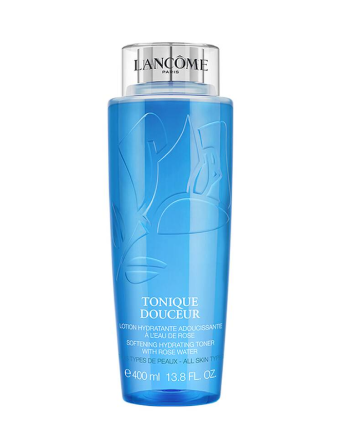 LANCÔME
PARIS
TONIQUE
DOUCEUR
LOTION HYDRATANTE ADOUCISSANTE
À L'EAU DE ROSE
SOFTENING HYDRATING TONER
WITH ROSE WATER
TYPES DE PEAUX - ALL SKIN
℮ 400 ml 13.8 FL. OZ.